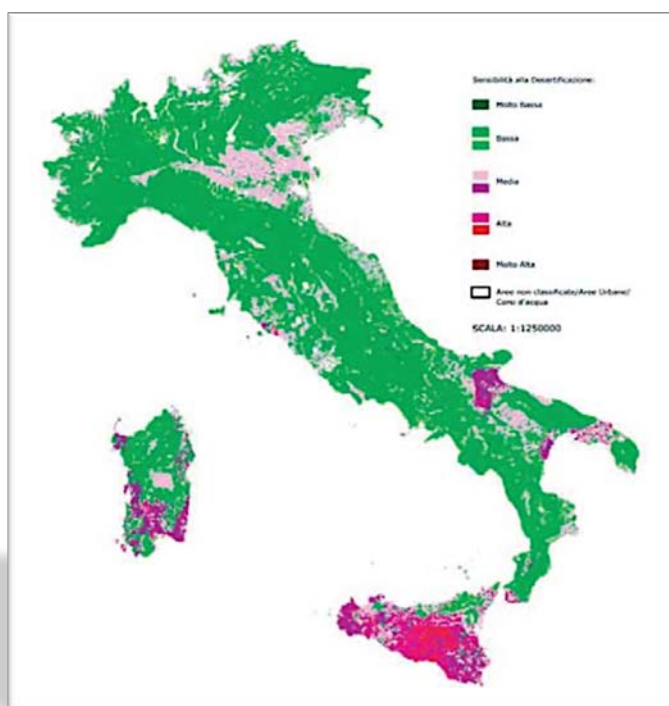 Sensibilità alla Desertificazione:
Molto Bassa
Bassa
Media
Alta
Molto Alta
Aree non classificate/Aree Urbane/
Corsi d'acqua
SCALA: 1:1250000